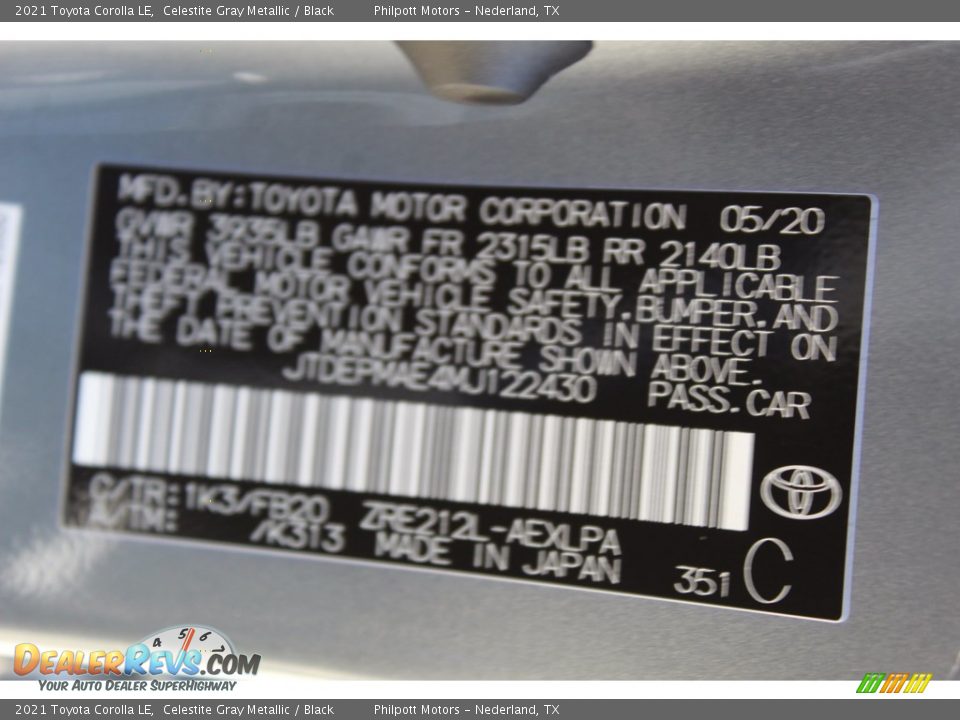 2021 Toyota Corolla LE,  Celestite Gray Metallic / Black          Philpott Motors – Nederland, TX
MFD. BY: TOYOTA MOTOR CORPORATION 05/20
GVWR 3935LB GAWR FR 2315LB RR 2140LB
THIS VEHICLE CONFORMS TO ALL APPLICABLE
FEDERAL MOTOR VEHICLE SAFETY, BUMPER, AND
THEFT PREVENTION STANDARDS IN EFFECT ON
THE DATE OF MANUFACTURE SHOWN ABOVE.
JTDEPMAE4MJ122430 PASS. CAR
C/TR: 1K3/FB20 ZRE212L-AEXLPA
A/TM: /K313 MADE IN JAPAN
351 C
4 5 6
DEALERREVS.COM
YOUR AUTO DEALER SUPERHIGHWAY
2021 Toyota Corolla LE,  Celestite Gray Metallic / Black          Philpott Motors – Nederland, TX